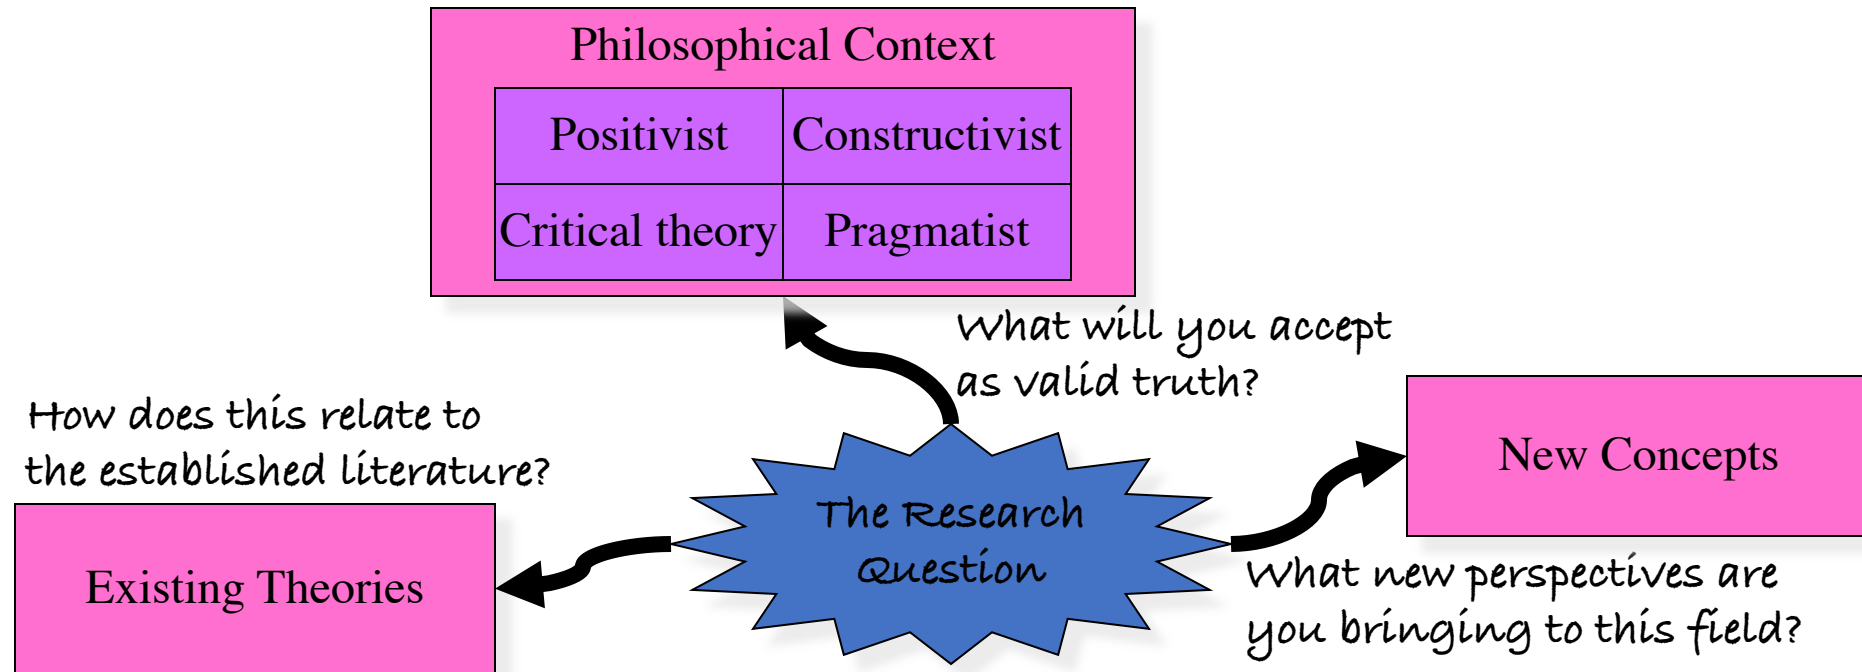 Philosophical Context
Positivist
Constructivist
Critical theory
Pragmatist
What will you accept
as valid truth?
How does this relate to
the established literature?
New Concepts
The Research
Question
Existing Theories
What new perspectives are
you bringing to this field?